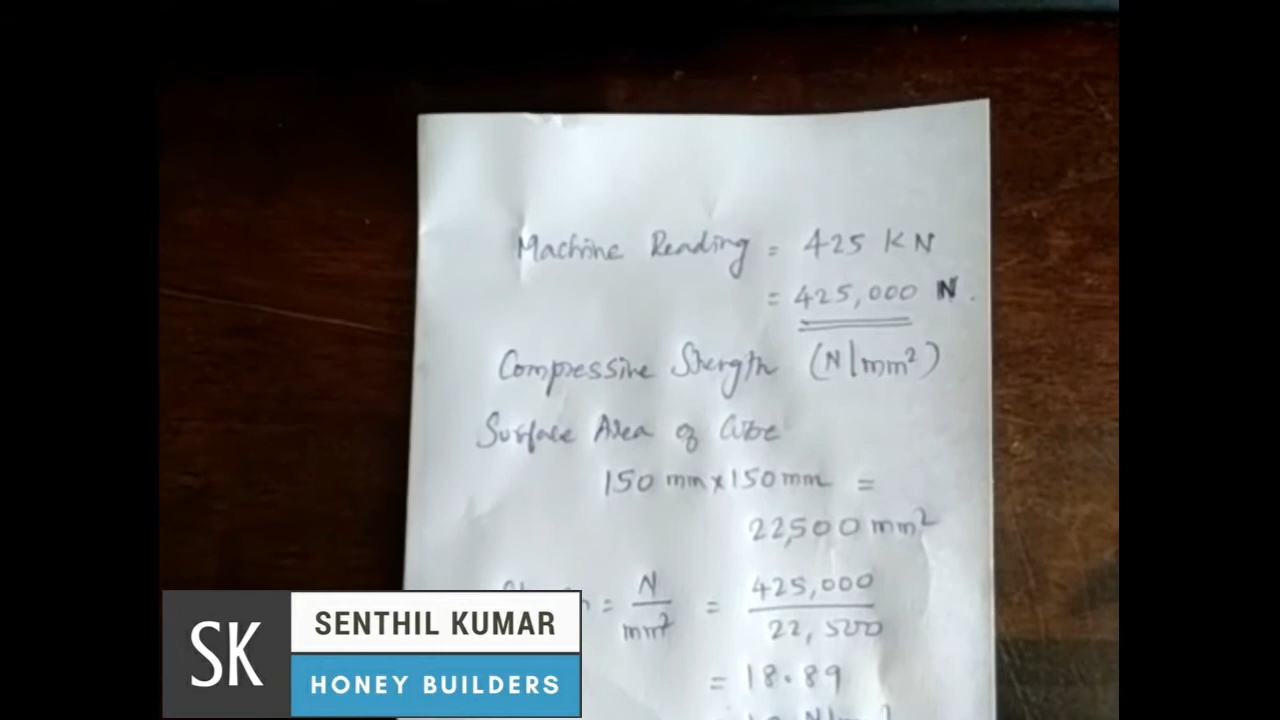 Machine Reading = 425 KN
= 425,000 N.
Compressive Strength (N/mm²)
Surface Area of Cube
150 mm x 150 mm =
22,500 mm²
= N/mm² = 425,000/22,500
= 18.89
SK
SENTHIL KUMAR
HONEY BUILDERS